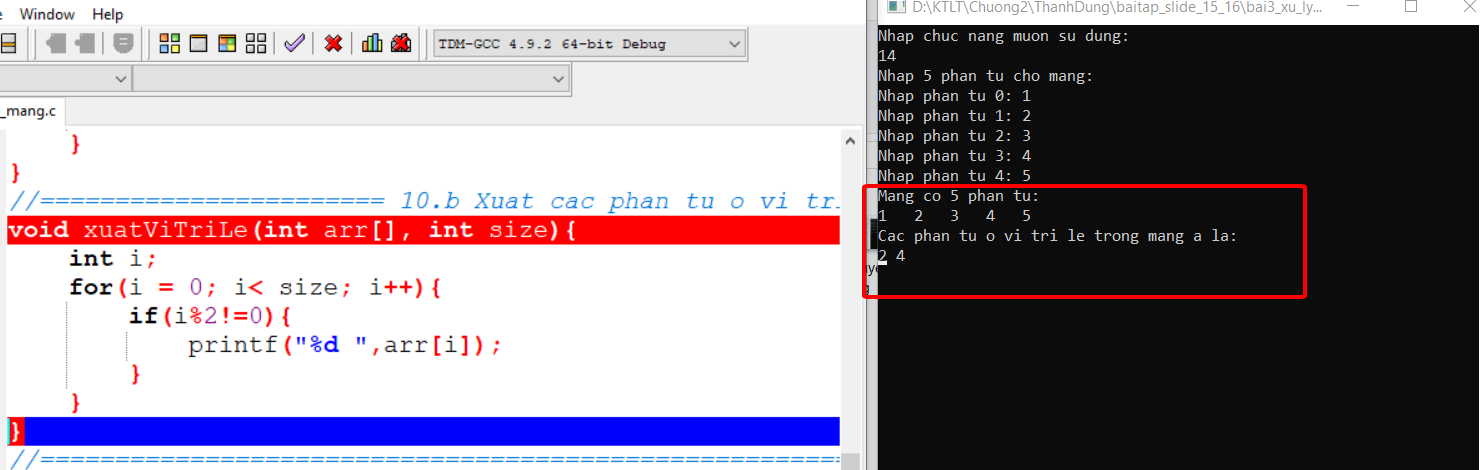 Window Help
TDM-GCC 4.9.2 64-bit Debug
_mang.c
}
}
//======================= 10.b Xuat cac phan tu o vi tri
void xuatViTriLe(int arr[], int size){
int i;
for(i = 0; i< size; i++){
if(i%2!=0){
printf("%d ",arr[i]);
}
}
}
//=====================================================
D:\KTLT\Chuong2\ThanhDung\baitap_slide_15_16\bai3_xu_ly...
Nhap chuc nang muon su dung:
14
Nhap 5 phan tu cho mang:
Nhap phan tu 0: 1
Nhap phan tu 1: 2
Nhap phan tu 2: 3
Nhap phan tu 3: 4
Nhap phan tu 4: 5
Mang co 5 phan tu:
1 2 3 4 5
Cac phan tu o vi tri le trong mang a la:
2 4